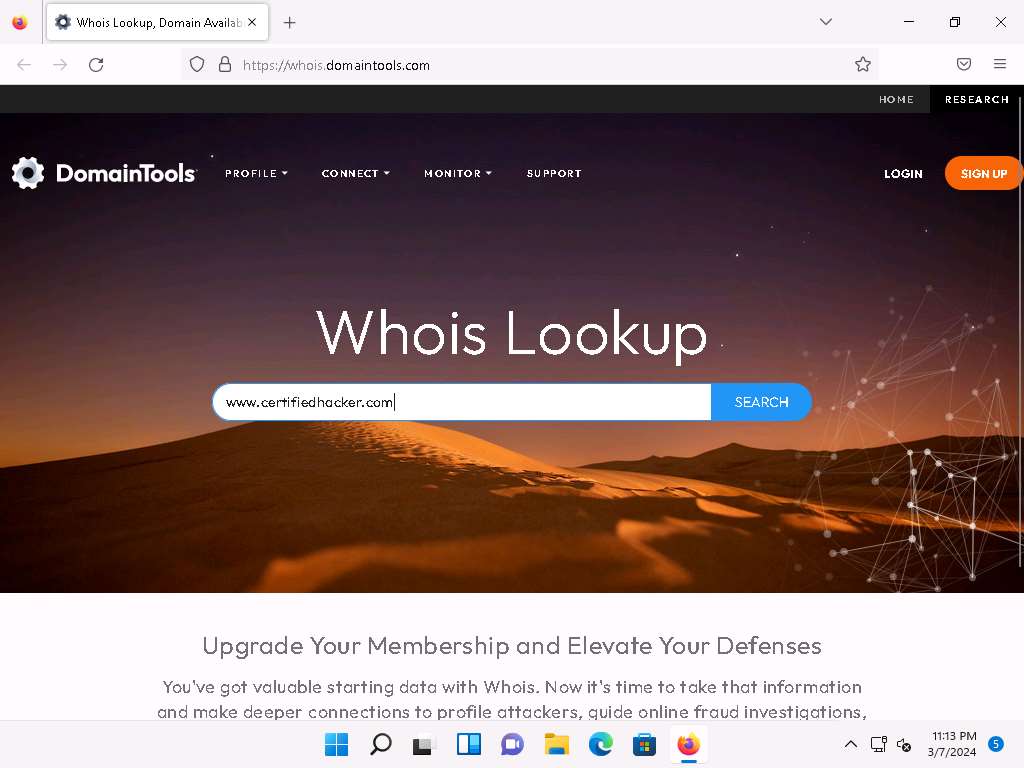 Whois Lookup, Domain Availab
https://whois.domaintools.com
HOME
RESEARCH
DomainTools
PROFILE
CONNECT
MONITOR
SUPPORT
LOGIN
SIGN UP
Whois Lookup
www.certifiedhacker.com
SEARCH
Upgrade Your Membership and Elevate Your Defenses
You've got valuable starting data with Whois. Now it's time to take that information
and make deeper connections to profile attackers, guide online fraud investigations,
11:13 PM
3/7/2024
5